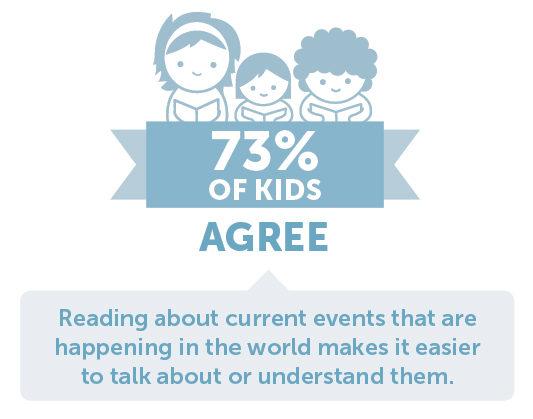 73%
OF KIDS
AGREE
Reading about current events that are
happening in the world makes it easier
to talk about or understand them.